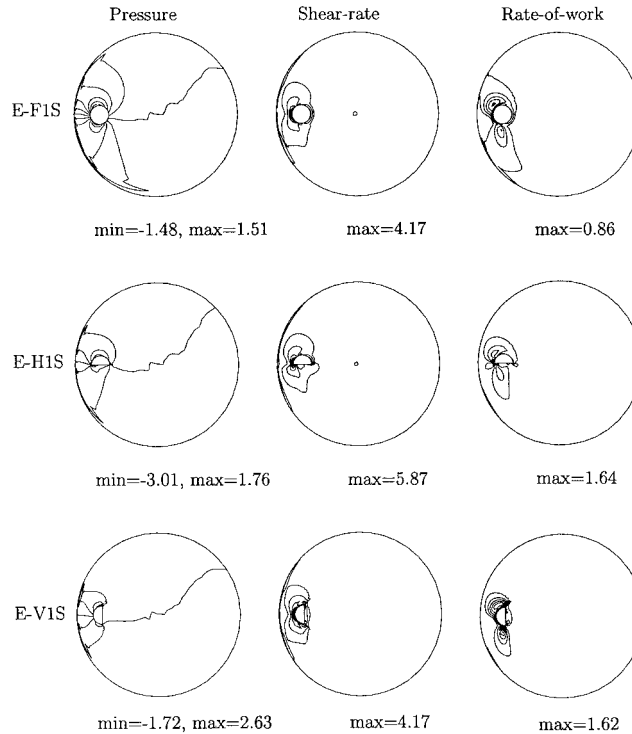 Pressure Shear-rate Rate-of-work
E-F1S
min=-1.48, max=1.51 max=4.17 max=0.86
E-H1S
min=-3.01, max=1.76 max=5.87 max=1.64
E-V1S
min=-1.72, max=2.63 max=4.17 max=1.62